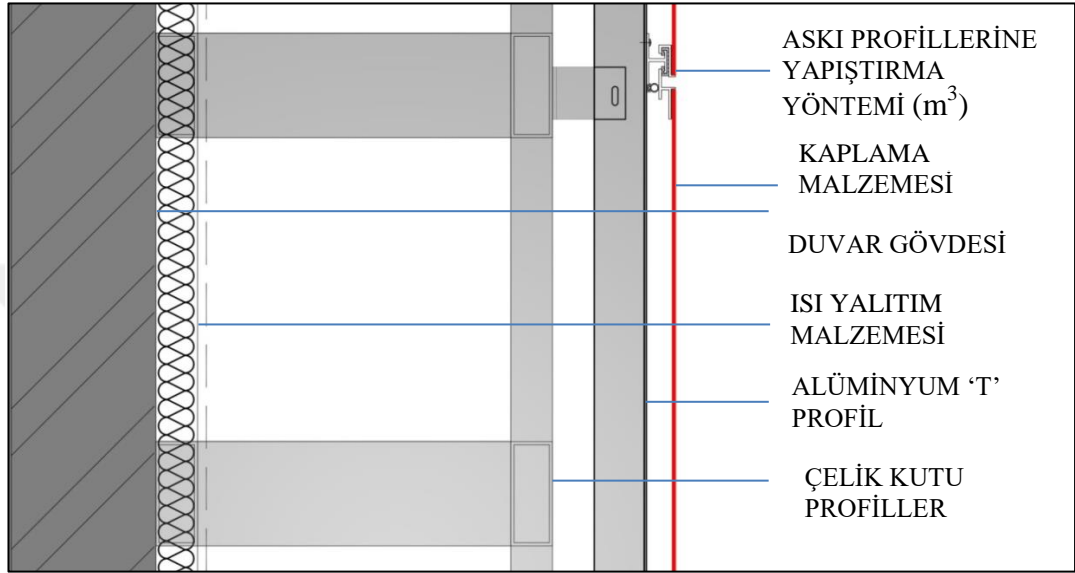 ASKI PROFİLLERİNE
YAPIŞTIRMA
YÖNTEMİ (m³)
KAPLAMA
MALZEMESİ
DUVAR GÖVDESİ
ISI YALITIM
MALZEMESİ
ALÜMİNYUM ‘T’
PROFİL
ÇELİK KUTU
PROFİLLER